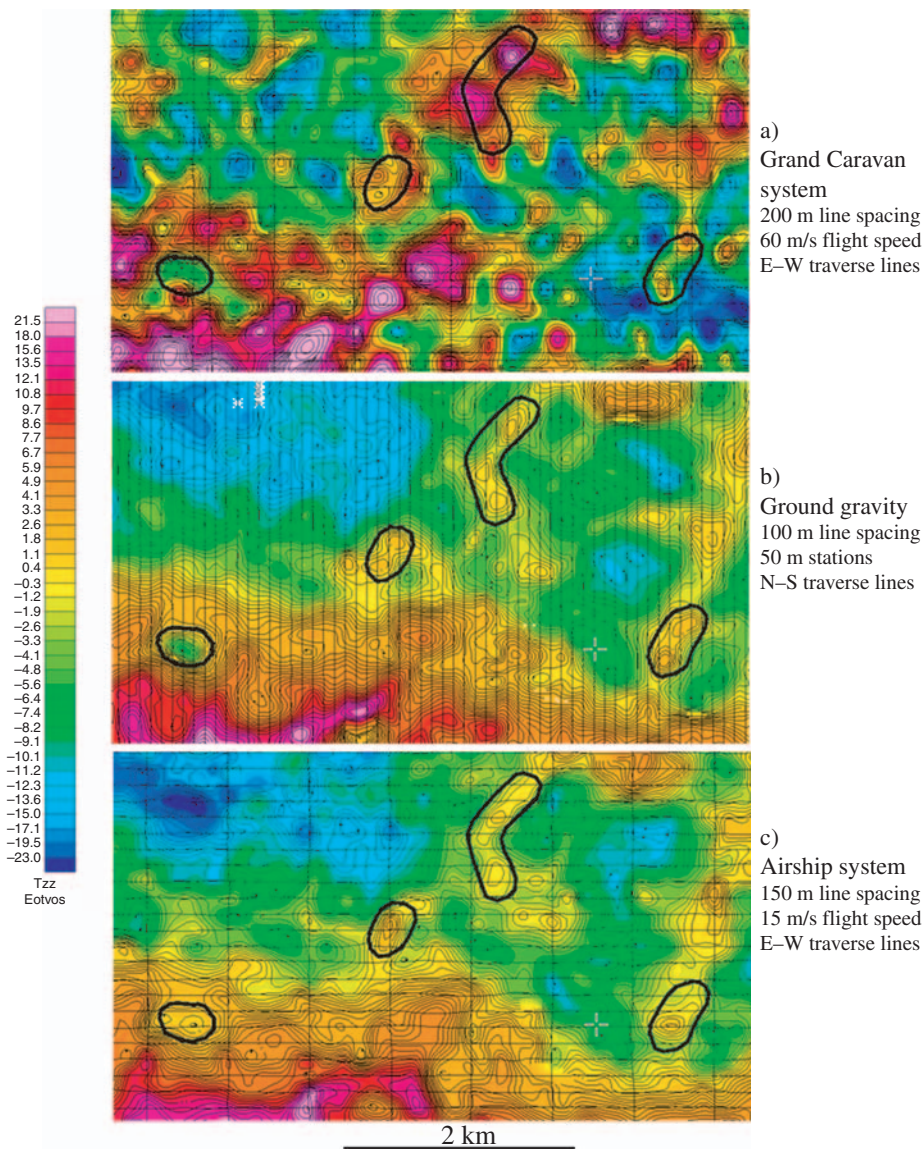 a)
Grand Caravan
system
200 m line spacing
60 m/s flight speed
E–W traverse lines
21.5
18.0
15.6
13.5
12.1
10.8
9.7
8.6
7.7
6.7
5.9
4.9
4.1
3.3
2.6
1.8
1.1
0.4
–0.3
–1.2
–1.9
–2.6
–3.3
–4.1
–4.8
–5.6
–6.4
–7.4
–8.2
–9.1
–10.1
–11.2
–12.3
–13.6
–15.0
–17.1
–19.5
–23.0
Tzz
Eotvos
b)
Ground gravity
100 m line spacing
50 m stations
N–S traverse lines
c)
Airship system
150 m line spacing
15 m/s flight speed
E–W traverse lines
2 km